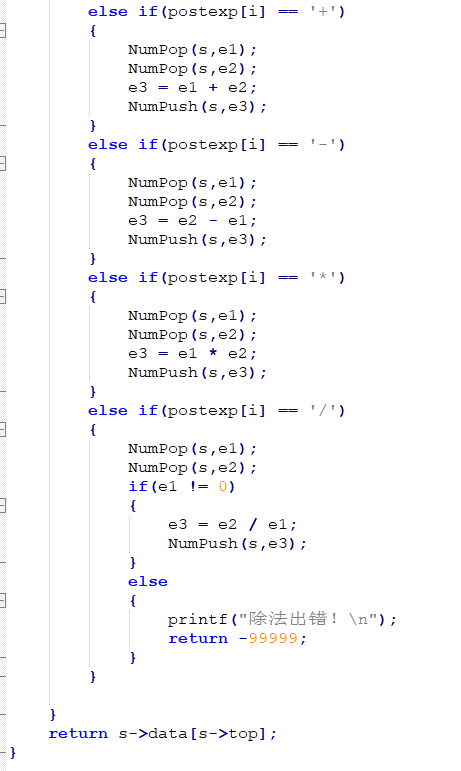 else if(postexp[i] == '+')
{
NumPop(s,e1);
NumPop(s,e2);
e3 = e1 + e2;
NumPush(s,e3);
}
else if(postexp[i] == '-')
{
NumPop(s,e1);
NumPop(s,e2);
e3 = e2 - e1;
NumPush(s,e3);
}
else if(postexp[i] == '*')
{
NumPop(s,e1);
NumPop(s,e2);
e3 = e1 * e2;
NumPush(s,e3);
}
else if(postexp[i] == '/')
{
NumPop(s,e1);
NumPop(s,e2);
if(e1 != 0)
{
e3 = e2 / e1;
NumPush(s,e3);
}
else
{
printf("除法出错！\n");
return -99999;
}
}
}
return s->data[s->top];
}